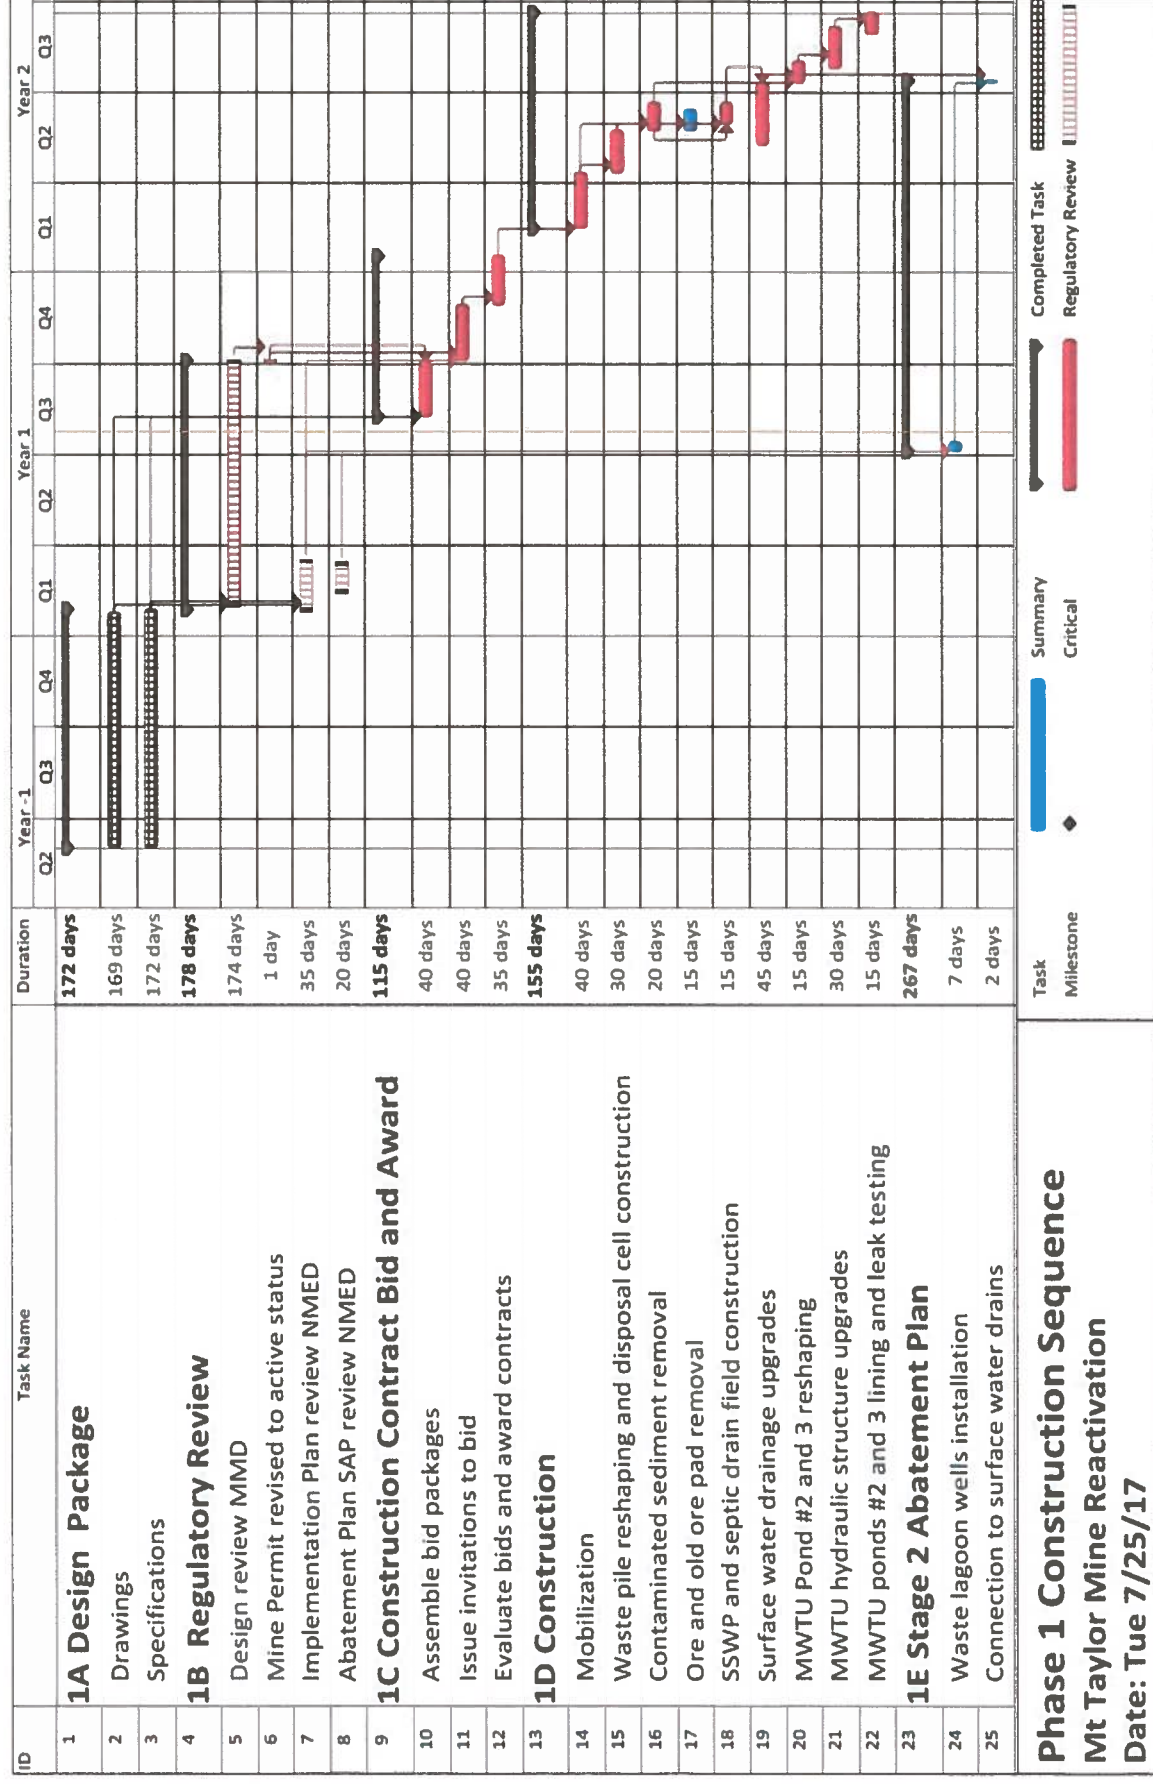 ID Task Name Duration
Year -1 Year 1 Year 2
Q2 Q3 Q4 Q1 Q2 Q3 Q4 Q1 Q2 Q3
1 1A Design Package 172 days
2 Drawings 169 days
3 Specifications 172 days
4 1B Regulatory Review 178 days
5 Design review MMD 174 days
6 Mine Permit revised to active status 1 day
7 Implementation Plan review NMED 35 days
8 Abatement Plan SAP review NMED 20 days
9 1C Construction Contract Bid and Award 115 days
10 Assemble bid packages 40 days
11 Issue invitations to bid 40 days
12 Evaluate bids and award contracts 35 days
13 1D Construction 155 days
14 Mobilization 40 days
15 Waste pile reshaping and disposal cell construction 30 days
16 Contaminated sediment removal 20 days
17 Ore and old ore pad removal 15 days
18 SSWP and septic drain field construction 15 days
19 Surface water drainage upgrades 45 days
20 MWTU Pond #2 and 3 reshaping 15 days
21 MWTU hydraulic structure upgrades 30 days
22 MWTU ponds #2 and 3 lining and leak testing 15 days
23 1E Stage 2 Abatement Plan 267 days
24 Waste lagoon wells installation 7 days
25 Connection to surface water drains 2 days
Phase 1 Construction Sequence
Mt Taylor Mine Reactivation
Date: Tue 7/25/17
Task Summary Completed Task
Milestone Critical Regulatory Review